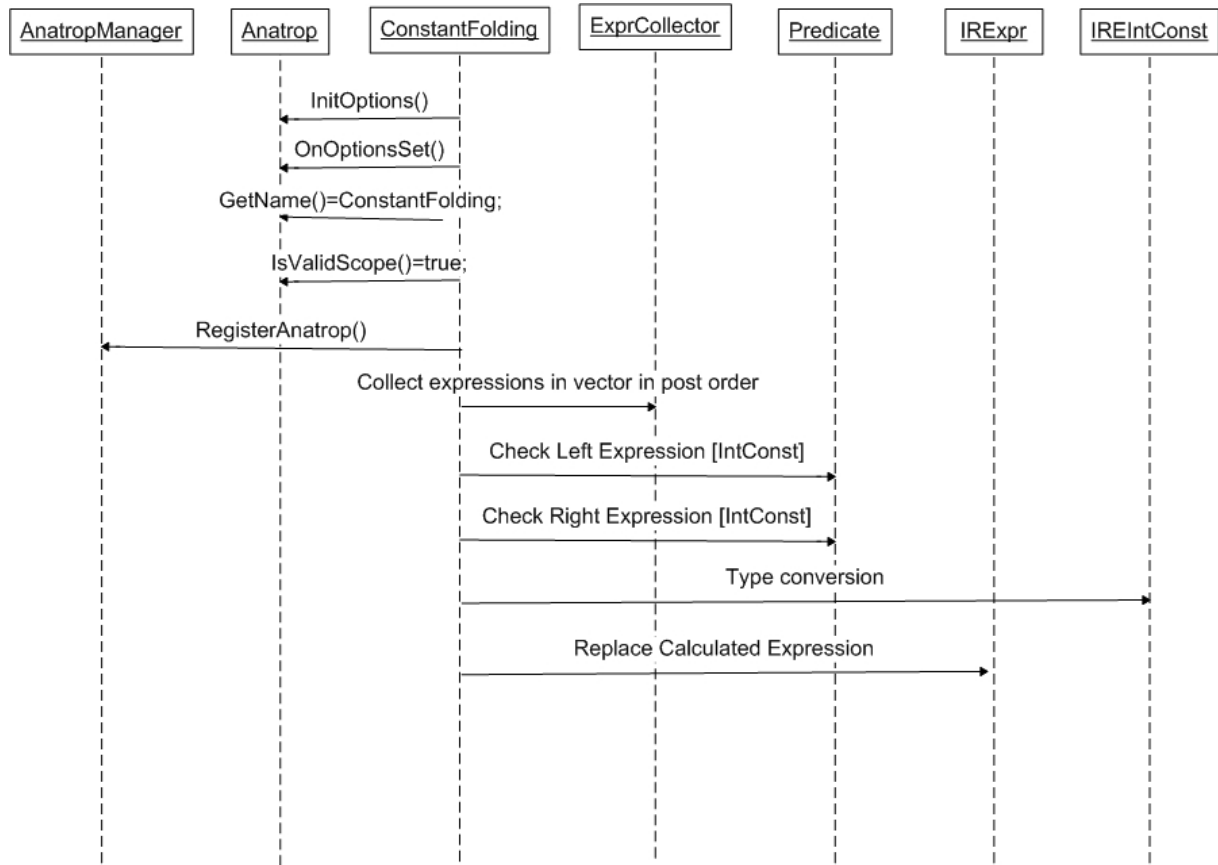 AnatropManager
Anatrop
ConstantFolding
ExprCollector
Predicate
IRExpr
IREIntConst
InitOptions()
OnOptionsSet()
GetName()=ConstantFolding;
IsValidScope()=true;
RegisterAnatrop()
Collect expressions in vector in post order
Check Left Expression [IntConst]
Check Right Expression [IntConst]
Type conversion
Replace Calculated Expression